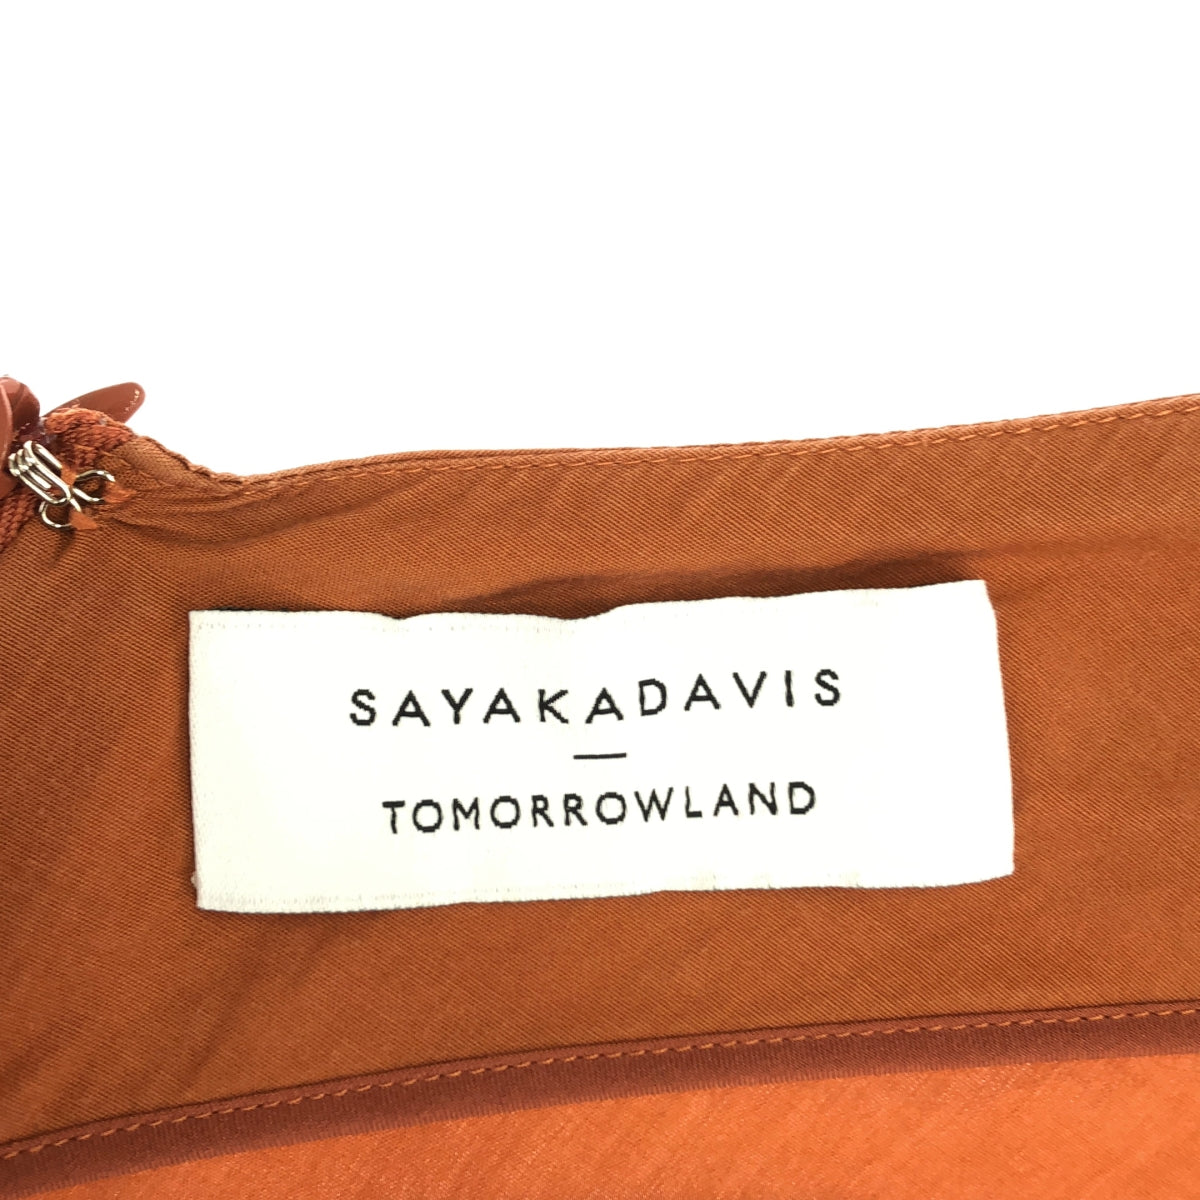 SAYAKADAVIS
—
TOMORROWLAND